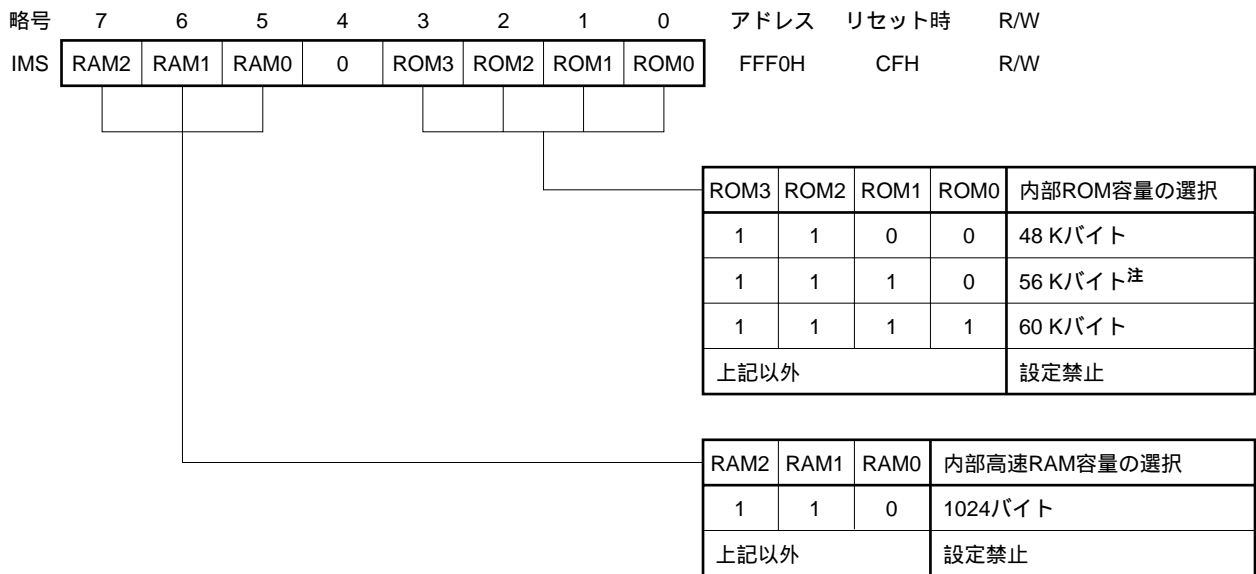 略号 7 6 5 4 3 2 1 0 アドレス リセット時 R/W
IMS RAM2 RAM1 RAM0 0 ROM3 ROM2 ROM1 ROM0 FFF0H CFH R/W
ROM3 ROM2 ROM1 ROM0 内部ROM容量の選択
1 1 0 0 48 Kバイト
1 1 1 0 56 Kバイト注
1 1 1 1 60 Kバイト
上記以外 設定禁止
RAM2 RAM1 RAM0 内部高速RAM容量の選択
1 1 0 1024バイト
上記以外 設定禁止